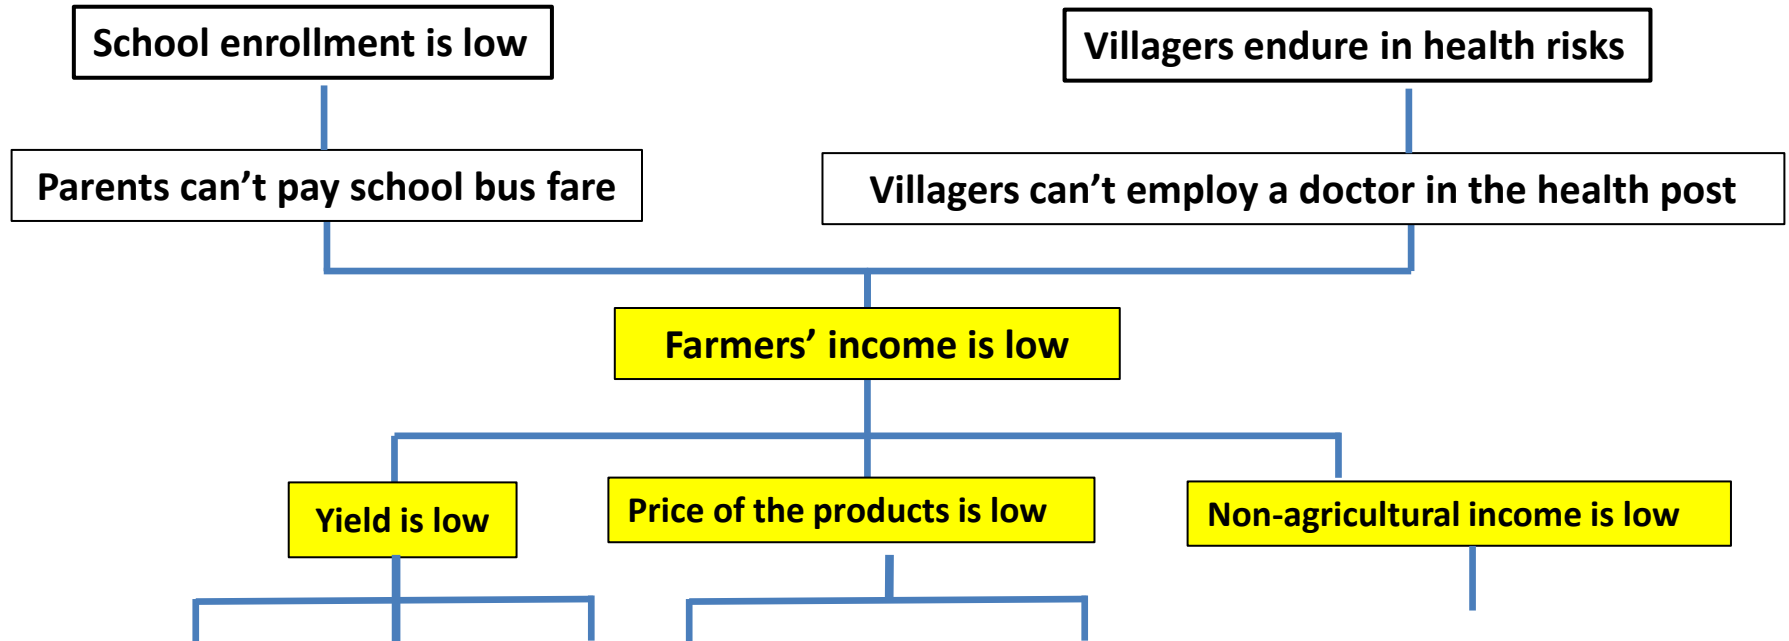 School enrollment is low
Villagers endure in health risks
Parents can’t pay school bus fare
Villagers can’t employ a doctor in the health post
Farmers’ income is low
Yield is low
Price of the products is low
Non-agricultural income is low